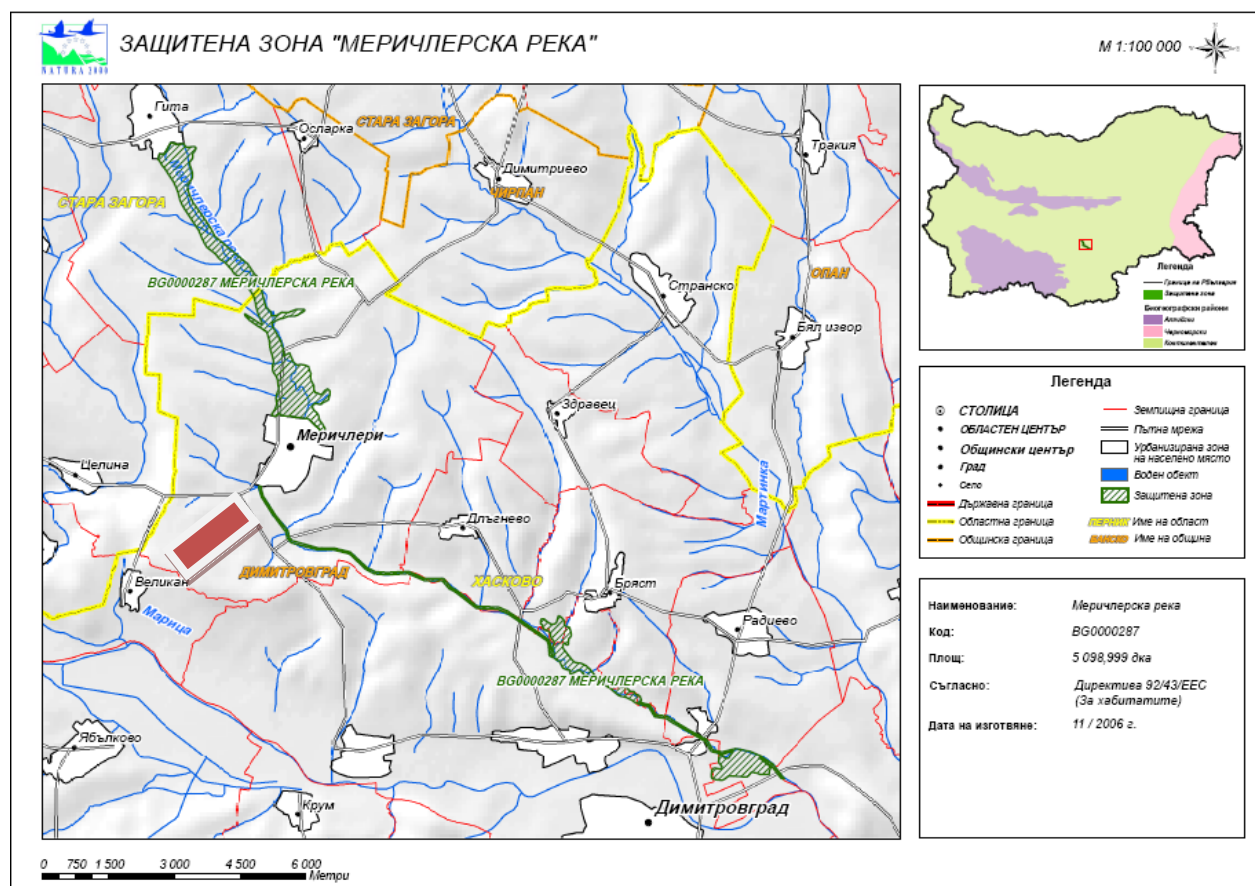 NATURA 2000
ЗАЩИТЕНА ЗОНА "МЕРИЧЛЕРСКА РЕКА"
М 1:100 000
Гита
Осларка
СТАРА ЗАГОРА
Димитриево
ЧИРПАН
Тракия
СТАРА ЗАГОРА
Меричлерска река
BG0000287 МЕРИЧЛЕРСКА РЕКА
Странско
ОПАН
Бял извор
Здравец
Меричлери
Целина
Мартинка
Длъгнево
Великан
ДИМИТРОВГРАД
ХАСКОВО
Бряст
Марица
Радиево
BG0000287 МЕРИЧЛЕРСКА РЕКА
Ябълково
Крум
Димитровград
0 750 1 500 3 000 4 500 6 000
Метри
Легенда
Граница на РБългария
Защитена зона
Биогеографски райони
Алпийски
Черноморски
Континентален
Легенда
СТОЛИЦА
ОБЛАСТЕН ЦЕНТЪР
Общински център
Град
Село
Държавна граница
Областна граница
Общинска граница
Землищна граница
Пътна мрежа
Урбанизирана зона
на населено място
Воден обект
Защитена зона
ПЕРНИК Име на област
БАНСКО Име на община
Наименование: Меричлерска река
Код: BG0000287
Площ: 5 098,999 дка
Съгласно: Директива 92/43/ЕЕС
(За хабитатите)
Дата на изготвяне: 11 / 2006 г.